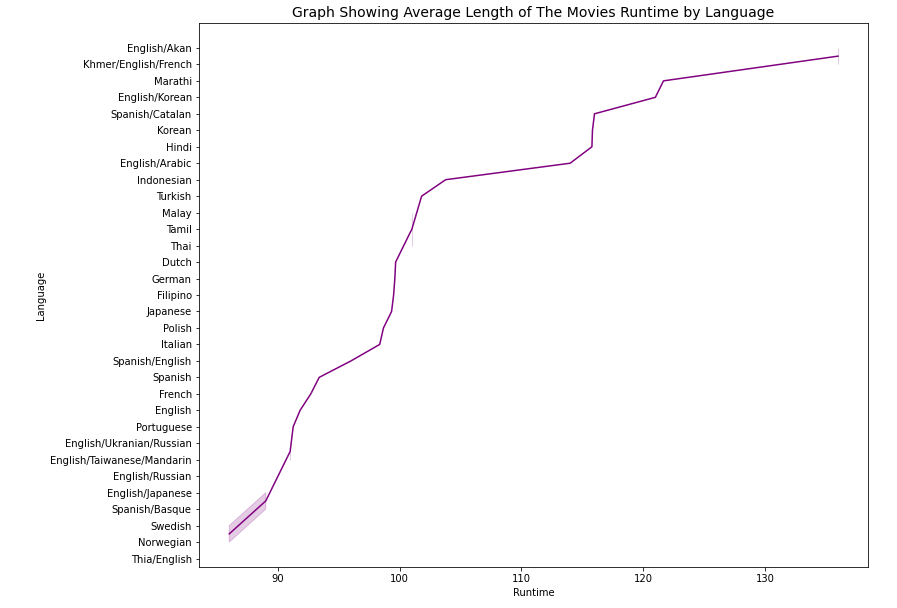 Graph Showing Average Length of The Movies Runtime by Language
English/Akan
Khmer/English/French
Marathi
English/Korean
Spanish/Catalan
Korean
Hindi
English/Arabic
Indonesian
Turkish
Malay
Tamil
Thai
Dutch
German
Filipino
Japanese
Polish
Italian
Spanish/English
Spanish
French
English
Portuguese
English/Ukranian/Russian
English/Taiwanese/Mandarin
English/Russian
English/Japanese
Spanish/Basque
Swedish
Norwegian
Thia/English
Language
90 100 110 120 130
Runtime